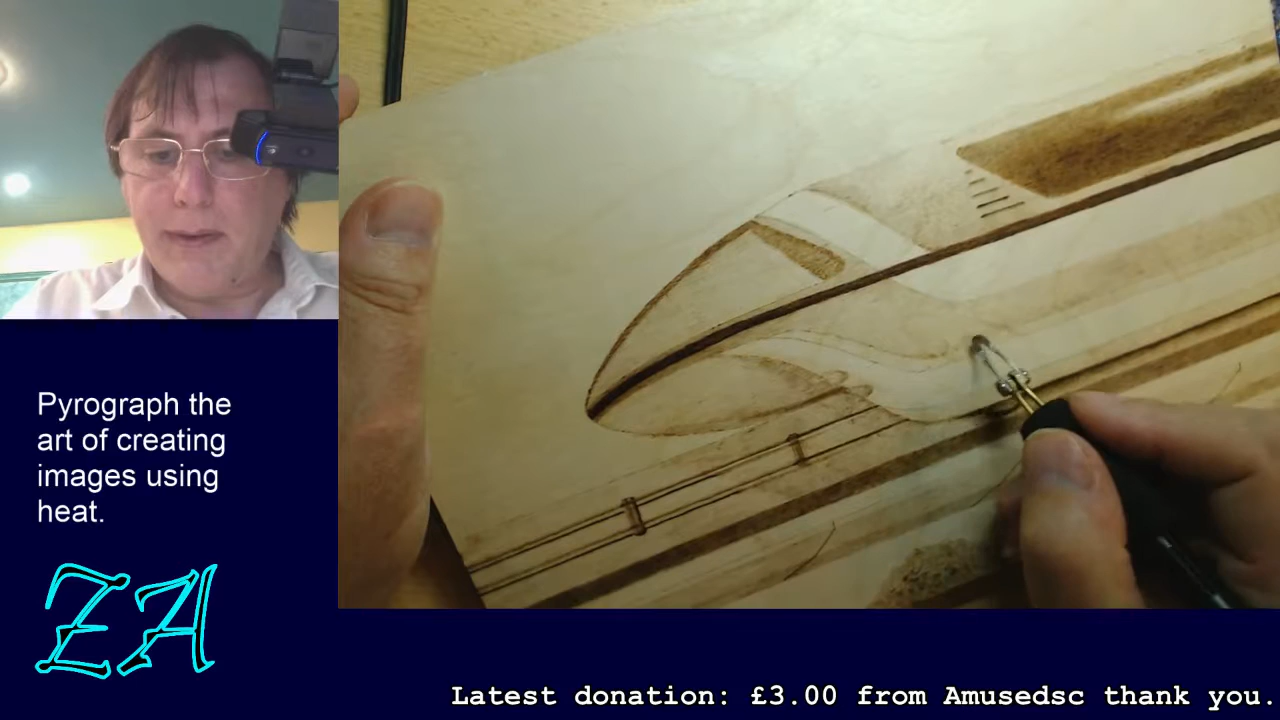 Pyrograph the
art of creating
images using
heat.
ZA
Latest donation: £3.00 from Amusedsc thank you.